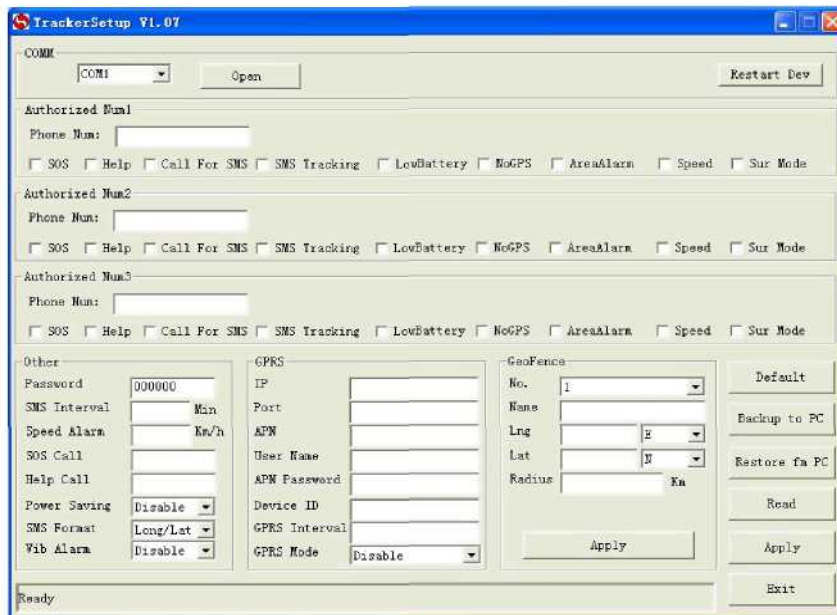 TrackerSetup V1.07
COMM
COM1 Open Restart Dev
Authorized Num1
Phone Num:
SOS Help Call For SMS SMS Tracking LowBattery NoGPS AreaAlarm Speed Sur Mode
Authorized Num2
Phone Num:
SOS Help Call For SMS SMS Tracking LowBattery NoGPS AreaAlarm Speed Sur Mode
Authorized Num3
Phone Num:
SOS Help Call For SMS SMS Tracking LowBattery NoGPS AreaAlarm Speed Sur Mode
Other
Password 000000
SMS Interval Min
Speed Alarm Km/h
SOS Call
Help Call
Power Saving Disable
SMS Format Long/Lat
Vib Alarm Disable
GPRS
IP
Port
APN
User Name
APN Password
Device ID
GPRS Interval
GPRS Mode Disable
GeoFence
No. 1
Name
Lng E
Lat N
Radius Km
Apply
Default
Backup to PC
Restore fm PC
Read
Apply
Exit
Ready